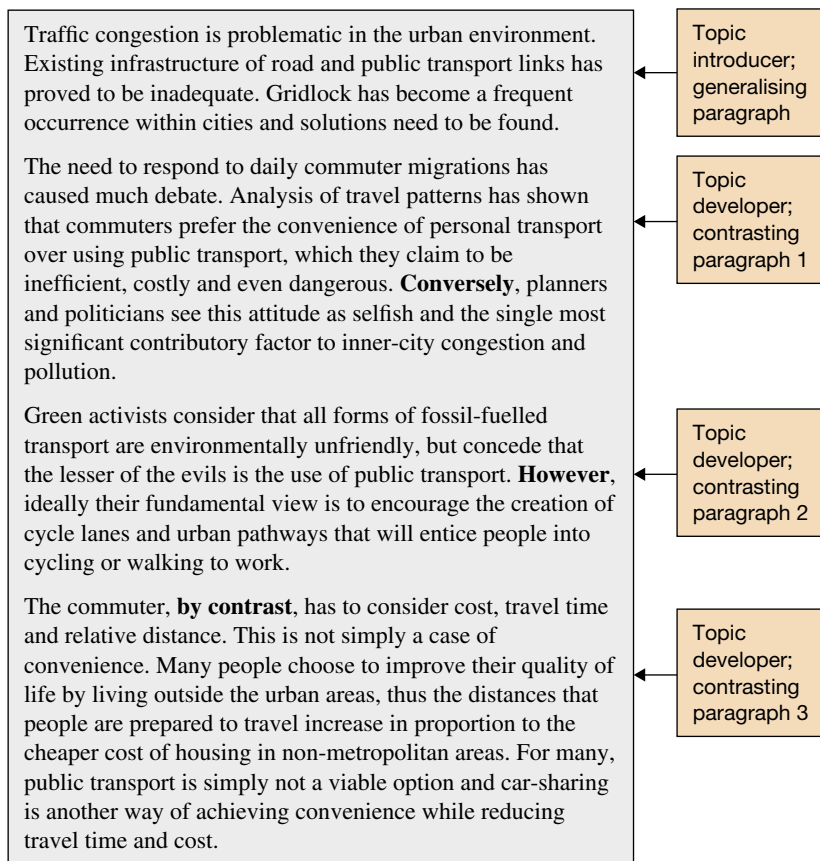 Traffic congestion is problematic in the urban environment.
Existing infrastructure of road and public transport links has
proved to be inadequate. Gridlock has become a frequent
occurrence within cities and solutions need to be found.
Topic
introducer;
generalising
paragraph
The need to respond to daily commuter migrations has
caused much debate. Analysis of travel patterns has shown
that commuters prefer the convenience of personal transport
over using public transport, which they claim to be
inefficient, costly and even dangerous. Conversely, planners
and politicians see this attitude as selfish and the single most
significant contributory factor to inner-city congestion and
pollution.
Topic
developer;
contrasting
paragraph 1
Green activists consider that all forms of fossil-fuelled
transport are environmentally unfriendly, but concede that
the lesser of the evils is the use of public transport. However,
ideally their fundamental view is to encourage the creation of
cycle lanes and urban pathways that will entice people into
cycling or walking to work.
Topic
developer;
contrasting
paragraph 2
The commuter, by contrast, has to consider cost, travel time
and relative distance. This is not simply a case of
convenience. Many people choose to improve their quality of
life by living outside the urban areas, thus the distances that
people are prepared to travel increase in proportion to the
cheaper cost of housing in non-metropolitan areas. For many,
public transport is simply not a viable option and car-sharing
is another way of achieving convenience while reducing
travel time and cost.
Topic
developer;
contrasting
paragraph 3